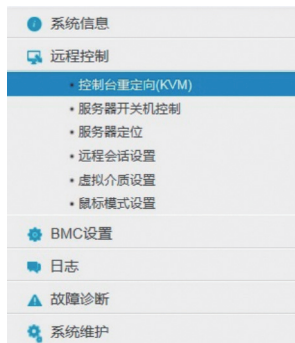 系统信息
远程控制
• 控制台重定向(KVM)
• 服务器开关机控制
• 服务器定位
• 远程会话设置
• 虚拟介质设置
• 鼠标模式设置
BMC设置
日志
故障诊断
系统维护